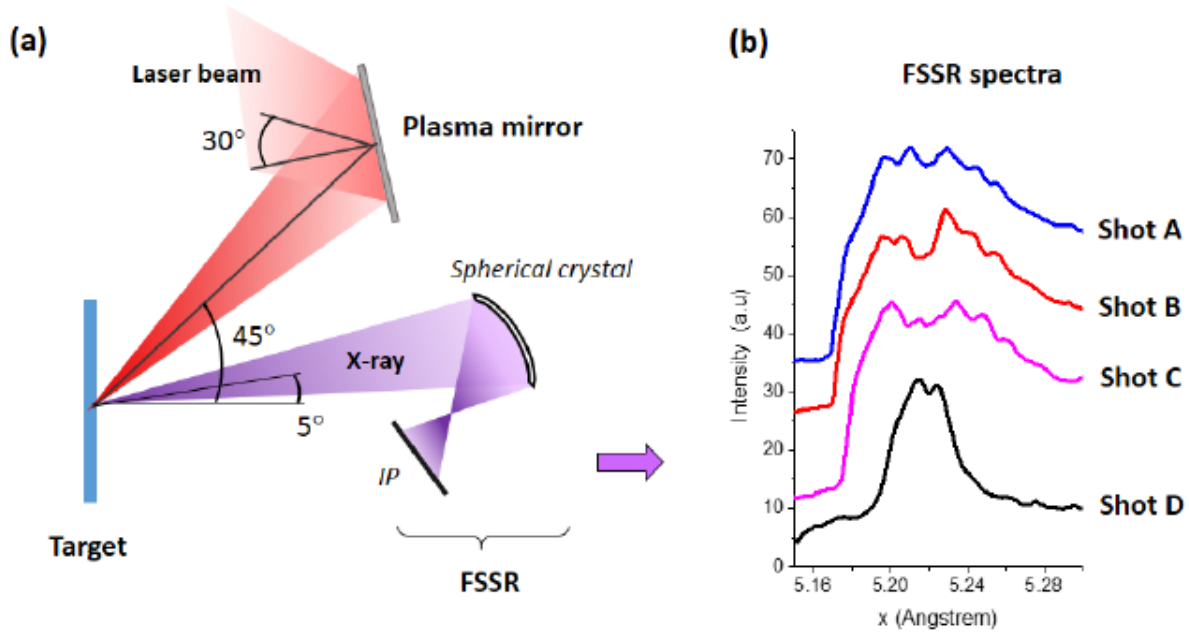 (a)
Laser beam
30°
Plasma mirror
Spherical crystal
45°
X-ray
5°
IP
Target
FSSR
(b)
FSSR spectra
70
60
50
40
30
20
10
0
Intensity (a.u)
Shot A
Shot B
Shot C
Shot D
5.16 5.20 5.24 5.28
x (Angstrem)